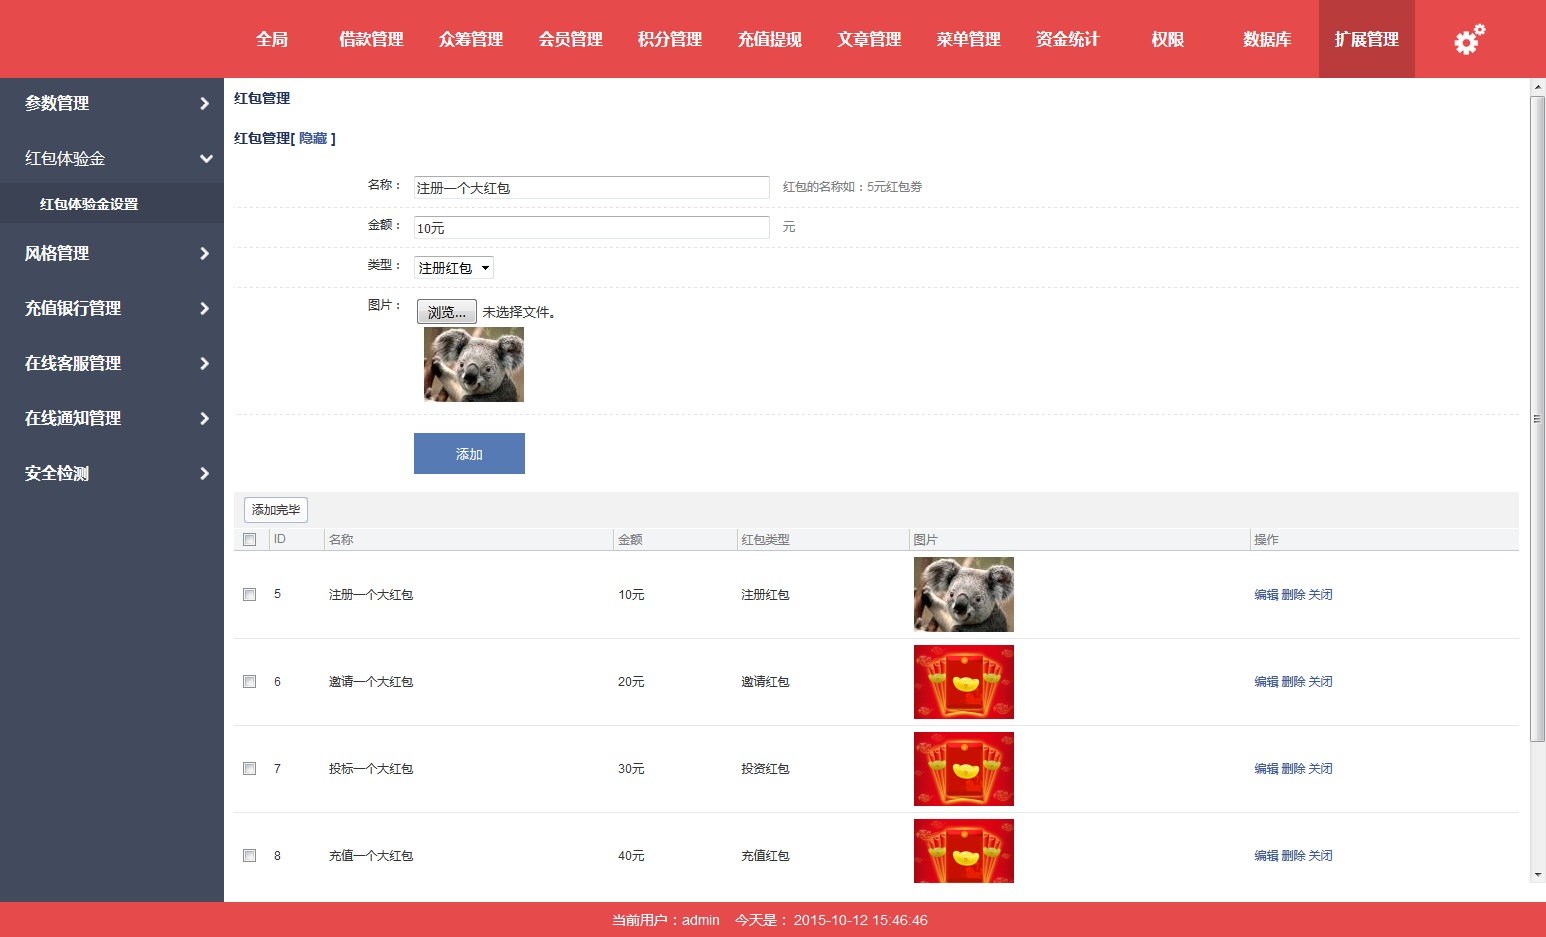 全局 借款管理 众筹管理 会员管理 积分管理 充值提现 文章管理 菜单管理 资金统计 权限 数据库 扩展管理
参数管理
红包体验金
红包体验金设置
风格管理
充值银行管理
在线客服管理
在线通知管理
安全检测
红包管理
红包管理[ 隐藏 ]
名称： 注册一个大红包 红包的名称如：5元红包劵
金额： 10元 元
类型： 注册红包
图片： 浏览... 未选择文件。
添加
添加完毕
ID 名称 金额 红包类型 图片 操作
5 注册一个大红包 10元 注册红包 编辑 删除 关闭
6 邀请一个大红包 20元 邀请红包 编辑 删除 关闭
7 投标一个大红包 30元 投资红包 编辑 删除 关闭
8 充值一个大红包 40元 充值红包 编辑 删除 关闭
当前用户：admin 今天是： 2015-10-12 15:46:46